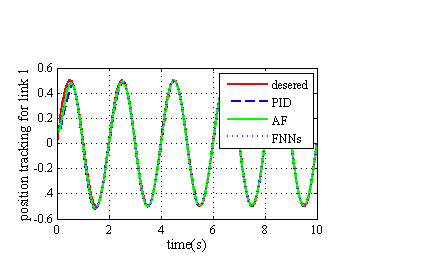 position tracking for link 1
0.6
0.4
0.2
0
-0.2
.4
-0.6
0
2
4
6
8
10
time(s)
desered
PID
AF
FNNs